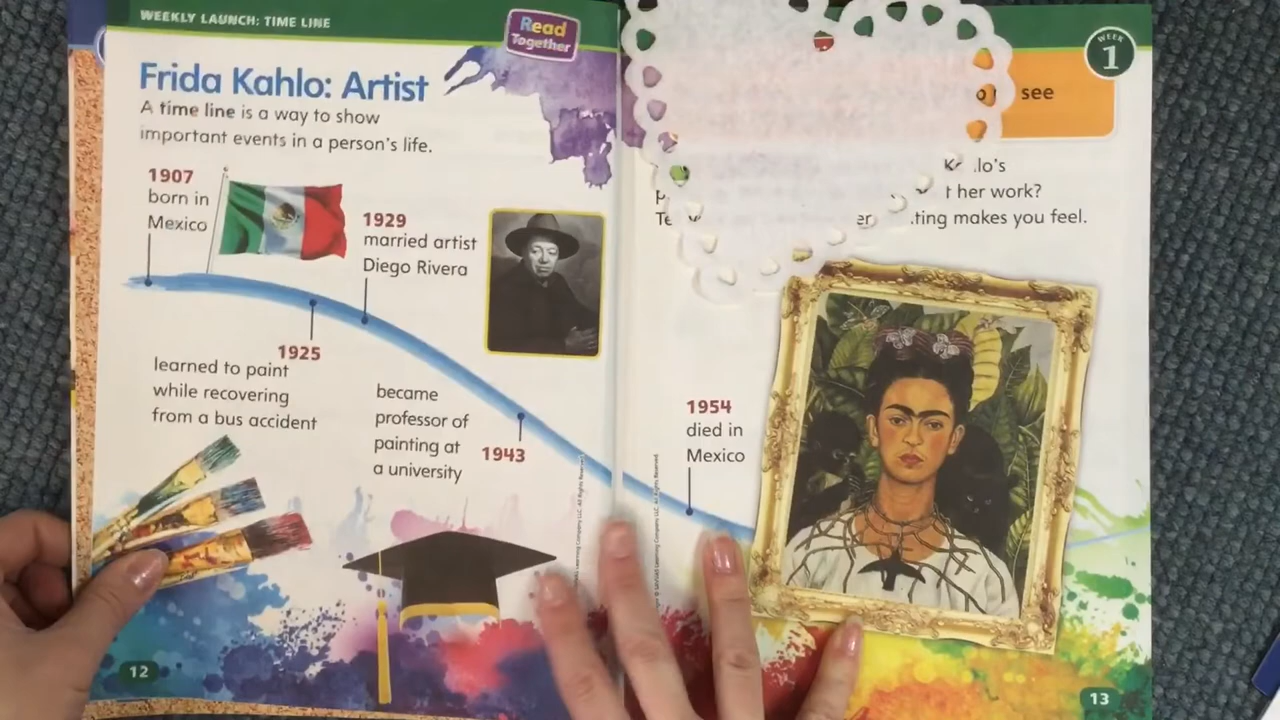 WEEKLY LAUNCH: TIME LINE
Read
Together
Frida Kahlo: Artist
A time line is a way to show
important events in a person's life.
1907
born in
Mexico
1929
married artist
Diego Rivera
1925
learned to paint
while recovering
from a bus accident
became
professor of
painting at
a university
1943
12
WEEK
1
see
lo's
her work?
ting makes you feel.
1954
died in
Mexico
13